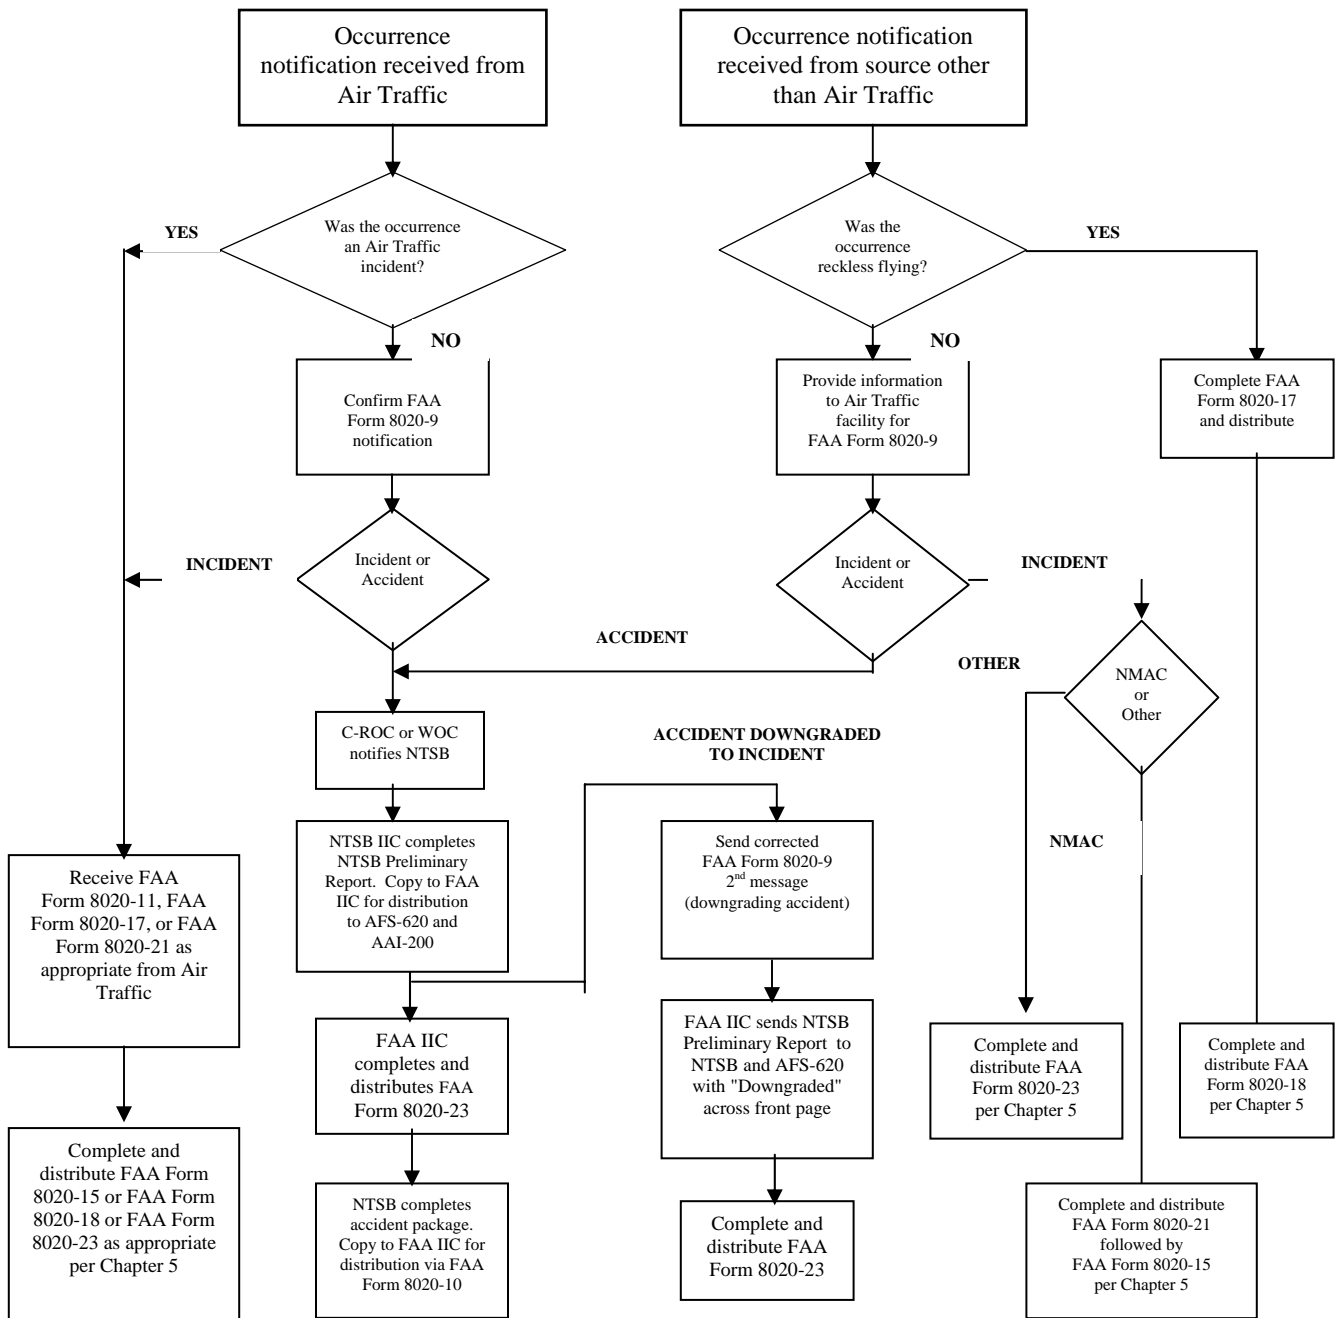 Occurrence
notification received from
Air Traffic
Occurrence notification
received from source other
than Air Traffic
Was the occurrence
an Air Traffic
incident?
YES
NO
Was the
occurrence
reckless flying?
YES
NO
Confirm FAA
Form 8020-9
notification
Provide information
to Air Traffic
facility for
FAA Form 8020-9
Complete FAA
Form 8020-17
and distribute
INCIDENT
Incident or
Accident
Incident or
Accident
INCIDENT
ACCIDENT
OTHER
NMAC
or
Other
C-ROC or WOC
notifies NTSB
ACCIDENT DOWNGRADED
TO INCIDENT
NMAC
Receive FAA
Form 8020-11, FAA
Form 8020-17, or FAA
Form 8020-21 as
appropriate from Air
Traffic
NTSB IIC completes
NTSB Preliminary
Report.  Copy to FAA
IIC for distribution
to AFS-620 and
AAI-200
Send corrected
FAA Form 8020-9
2nd message
(downgrading accident)
FAA IIC
completes and
distributes FAA
Form 8020-23
FAA IIC sends NTSB
Preliminary Report  to
NTSB and AFS-620
with "Downgraded"
across front page
Complete and
distribute FAA
Form 8020-23
per Chapter 5
Complete and
distribute FAA
Form 8020-18
per Chapter 5
Complete and
distribute FAA Form
8020-15 or FAA Form
8020-18 or FAA Form
8020-23 as appropriate
per Chapter 5
NTSB completes
accident package.
Copy to FAA IIC for
distribution via FAA
Form 8020-10
Complete and
distribute FAA
Form 8020-23
Complete and distribute
FAA Form 8020-21
followed by
FAA Form 8020-15
per Chapter 5